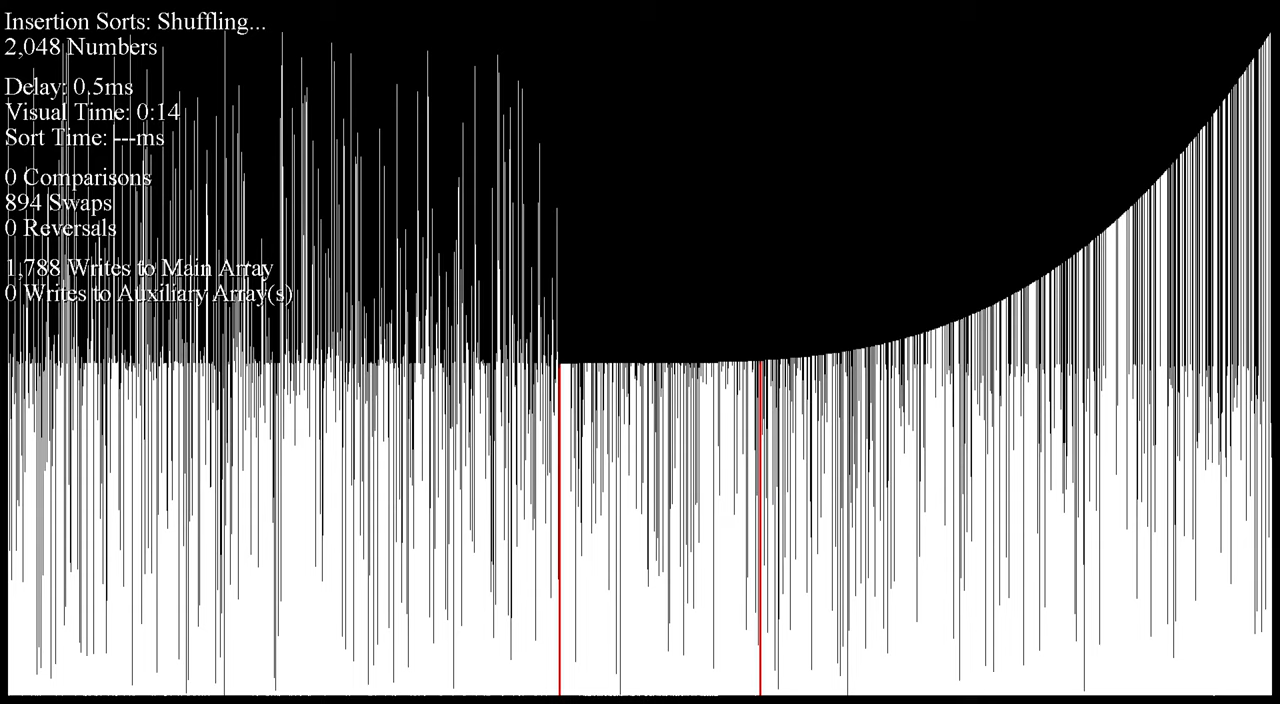 Insertion Sorts: Shuffling...
2,048 Numbers
Delay: 0.5ms
Visual Time: 0:14
Sort Time: ---ms
0 Comparisons
894 Swaps
0 Reversals
1,788 Writes to Main Array
0 Writes to Auxiliary Array(s)